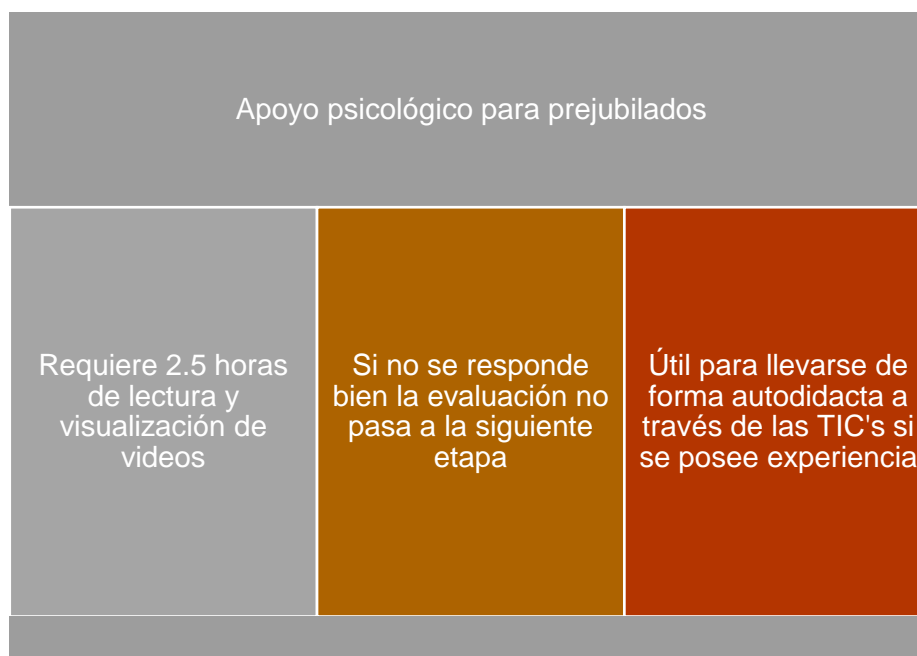 Apoyo psicológico para prejubilados
Requiere 2.5 horas
de lectura y
visualización de
videos
Si no se responde
bien la evaluación no
pasa a la siguiente
etapa
Útil para llevarse de
forma autodidacta a
través de las TIC's si
se posee experiencia